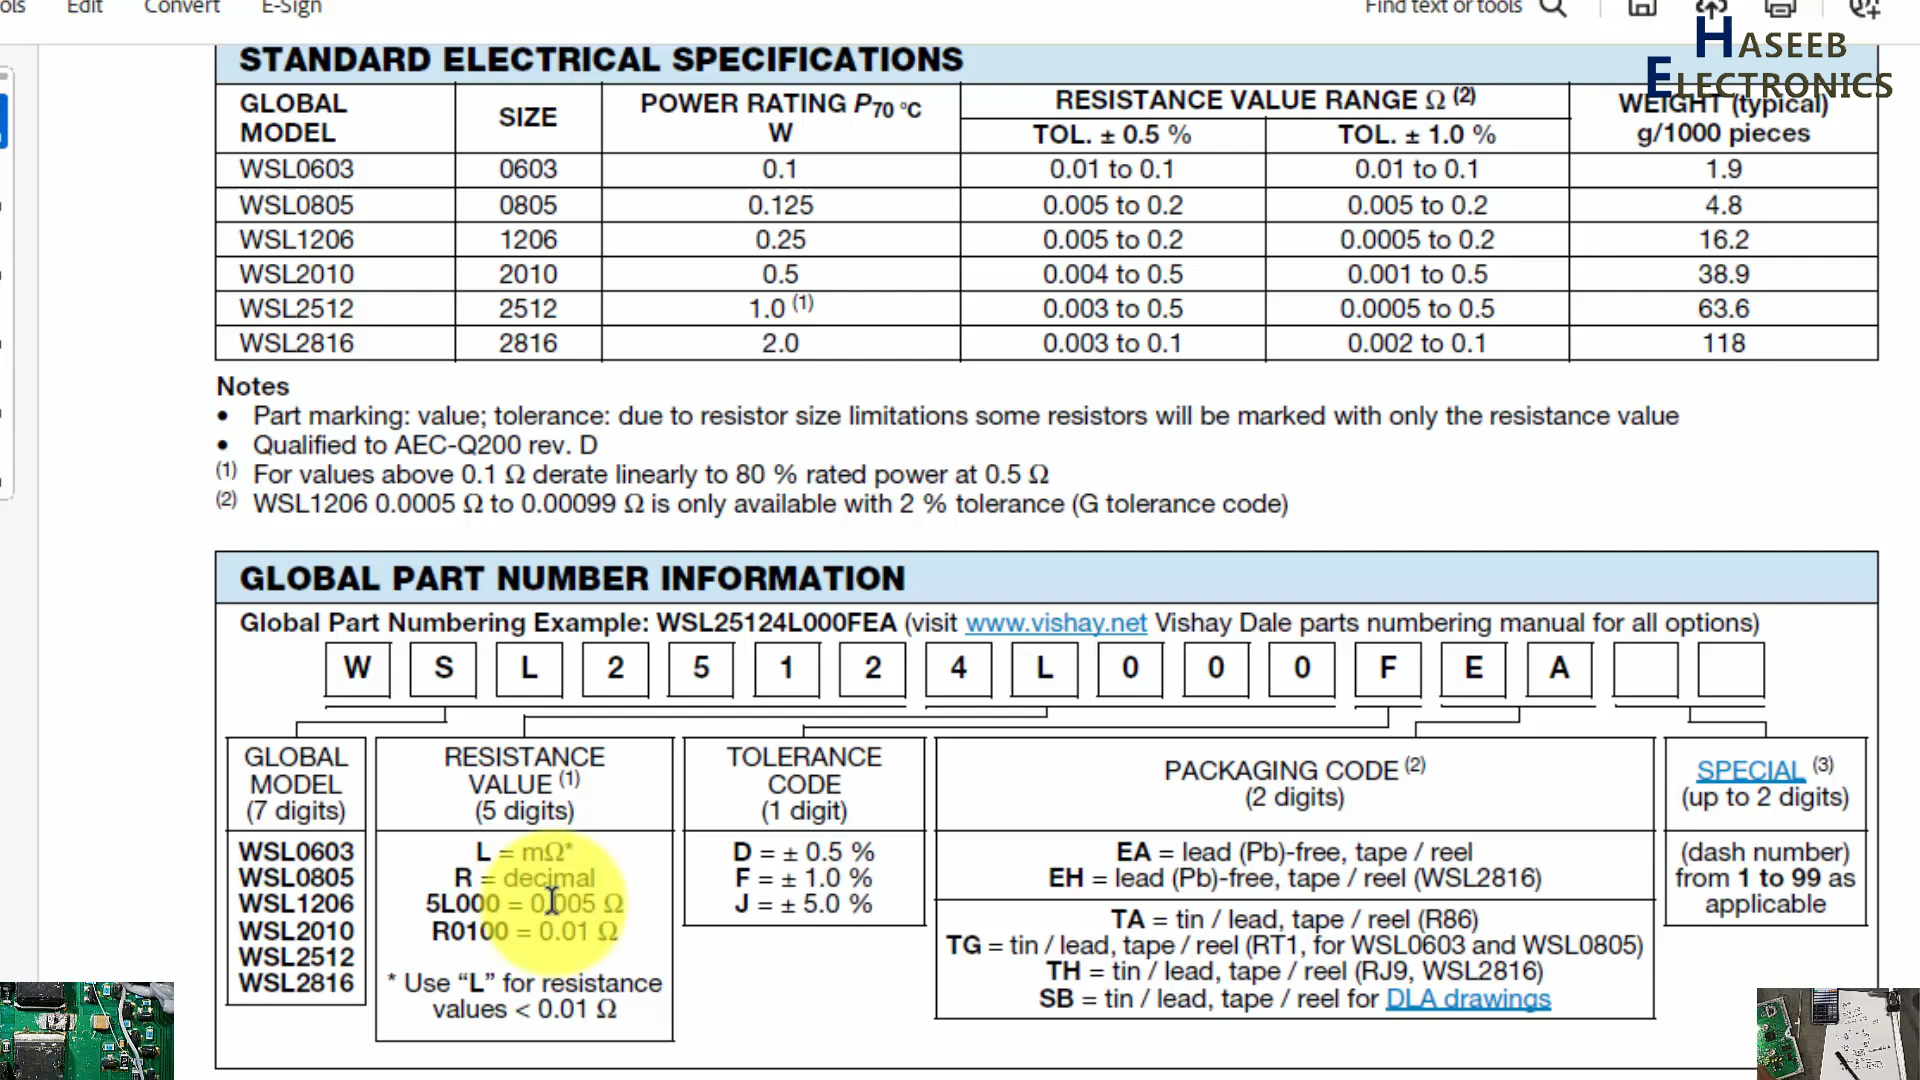 ols Edit Convert E-Sign Find text or tools
HASEEB
ELECTRONICS
STANDARD ELECTRICAL SPECIFICATIONS
GLOBAL MODEL SIZE POWER RATING P70 °C W RESISTANCE VALUE RANGE Ω (2) WEIGHT (typical) g/1000 pieces
TOL. ± 0.5 % TOL. ± 1.0 %
WSL0603 0603 0.1 0.01 to 0.1 0.01 to 0.1 1.9
WSL0805 0805 0.125 0.005 to 0.2 0.005 to 0.2 4.8
WSL1206 1206 0.25 0.005 to 0.2 0.0005 to 0.2 16.2
WSL2010 2010 0.5 0.004 to 0.5 0.001 to 0.5 38.9
WSL2512 2512 1.0 (1) 0.003 to 0.5 0.0005 to 0.5 63.6
WSL2816 2816 2.0 0.003 to 0.1 0.002 to 0.1 118
Notes
• Part marking: value; tolerance: due to resistor size limitations some resistors will be marked with only the resistance value
• Qualified to AEC-Q200 rev. D
(1) For values above 0.1 Ω derate linearly to 80 % rated power at 0.5 Ω
(2) WSL1206 0.0005 Ω to 0.00099 Ω is only available with 2 % tolerance (G tolerance code)
GLOBAL PART NUMBER INFORMATION
Global Part Numbering Example: WSL25124L000FEA (visit www.vishay.net Vishay Dale parts numbering manual for all options)
W S L 2 5 1 2 4 L 0 0 0 F E A
GLOBAL
MODEL
(7 digits)
WSL0603
WSL0805
WSL1206
WSL2010
WSL2512
WSL2816
RESISTANCE
VALUE (1)
(5 digits)
L = mΩ*
R = decimal
5L000 = 0.005 Ω
R0100 = 0.01 Ω
* Use “L” for resistance
values < 0.01 Ω
TOLERANCE
CODE
(1 digit)
D = ± 0.5 %
F = ± 1.0 %
J = ± 5.0 %
PACKAGING CODE (2)
(2 digits)
EA = lead (Pb)-free, tape / reel
EH = lead (Pb)-free, tape / reel (WSL2816)
TA = tin / lead, tape / reel (R86)
TG = tin / lead, tape / reel (RT1, for WSL0603 and WSL0805)
TH = tin / lead, tape / reel (RJ9, WSL2816)
SB = tin / lead, tape / reel for DLA drawings
SPECIAL (3)
(up to 2 digits)
(dash number)
from 1 to 99 as
applicable